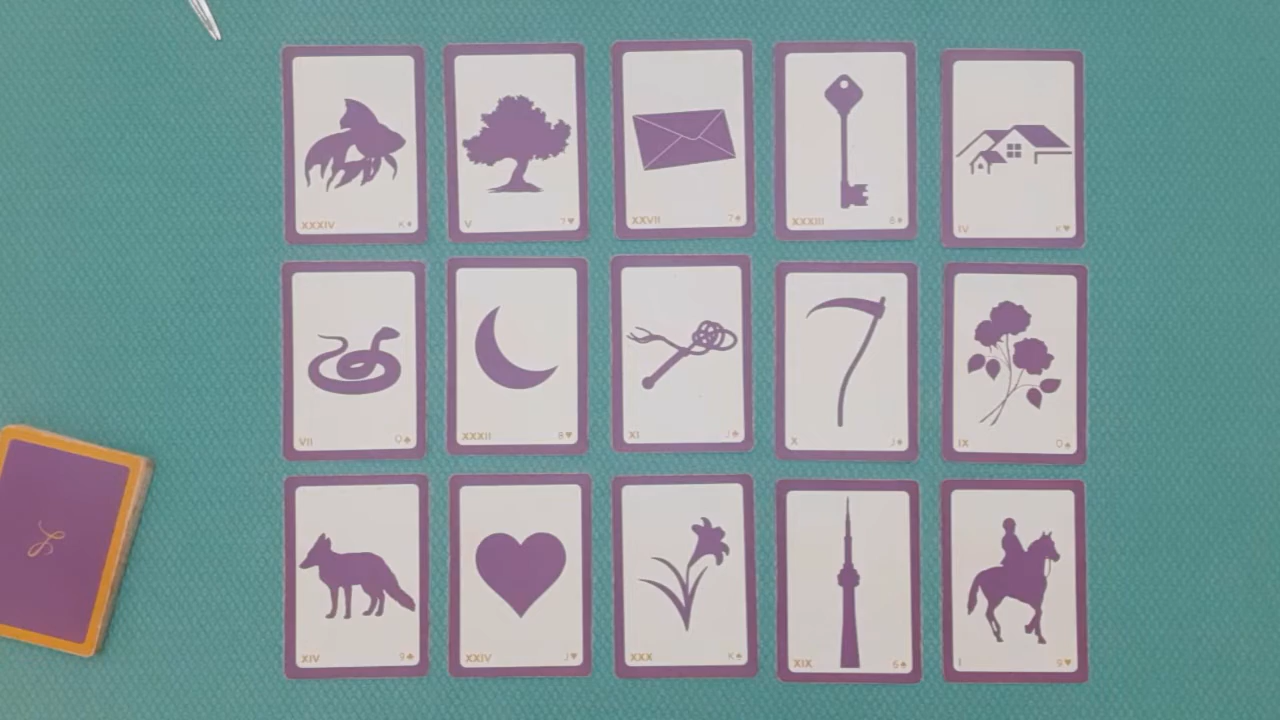 XXXIV K♦
V 7♥
XXVII 7♠
XXXIII 8♦
IV K♥
VII Q♣
XXXII 8♥
XI J♣
X J♦
IX Q♠
XIV 9♣
XXIV J♥
XXX K♠
XIX 6♠
I 9♥